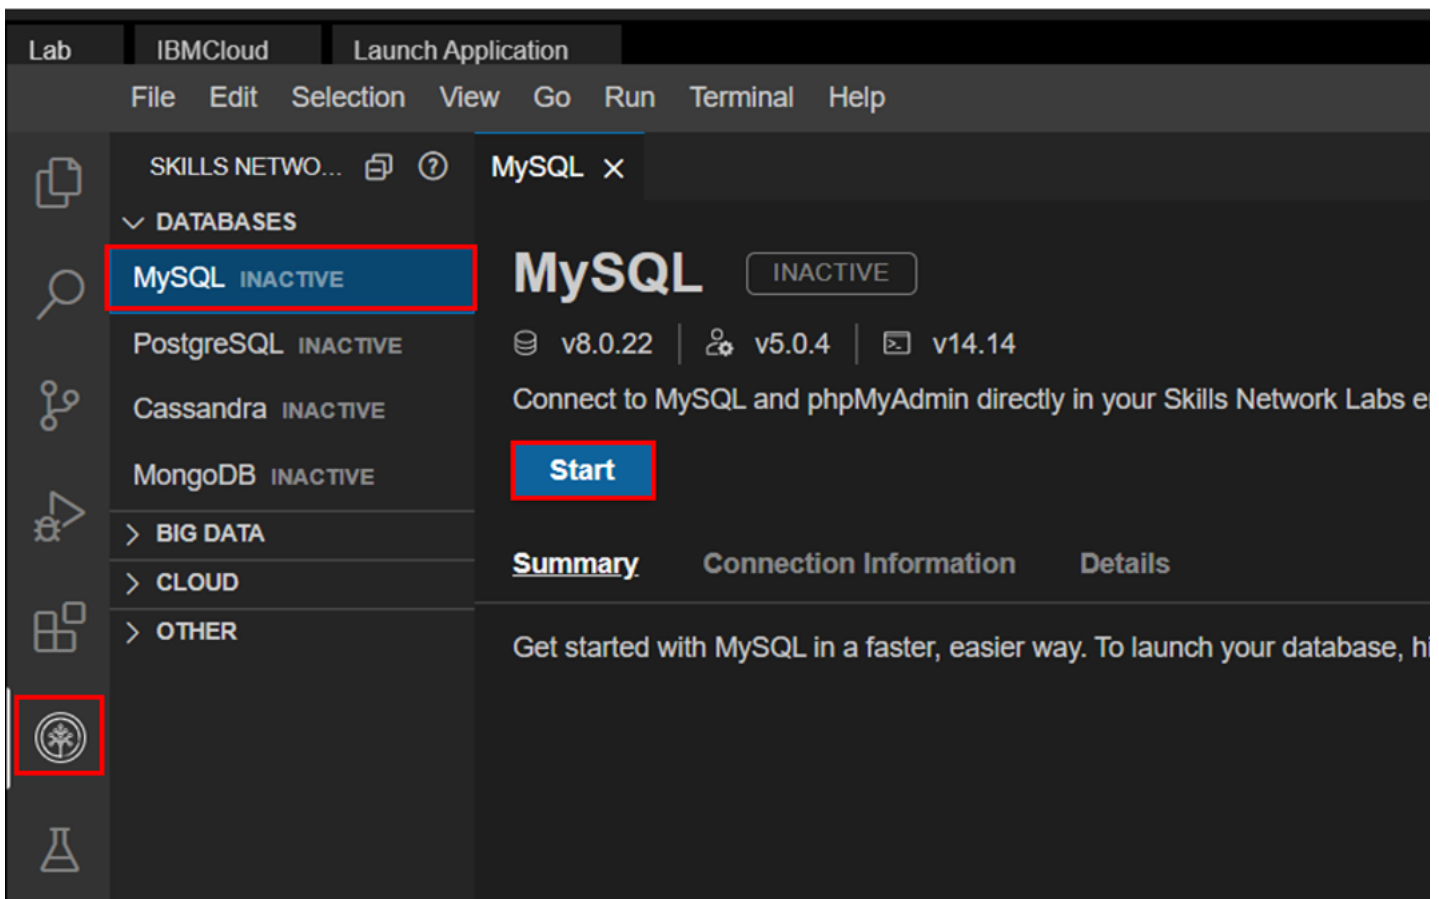 Lab IBMCloud Launch Application
File Edit Selection View Go Run Terminal Help
SKILLS NETWO...
MySQL
DATABASES
MySQL INACTIVE
PostgreSQL INACTIVE
Cassandra INACTIVE
MongoDB INACTIVE
BIG DATA
CLOUD
OTHER
MySQL INACTIVE
v8.0.22 v5.0.4 v14.14
Connect to MySQL and phpMyAdmin directly in your Skills Network Labs
Start
Summary Connection Information Details
Get started with MySQL in a faster, easier way. To launch your database,